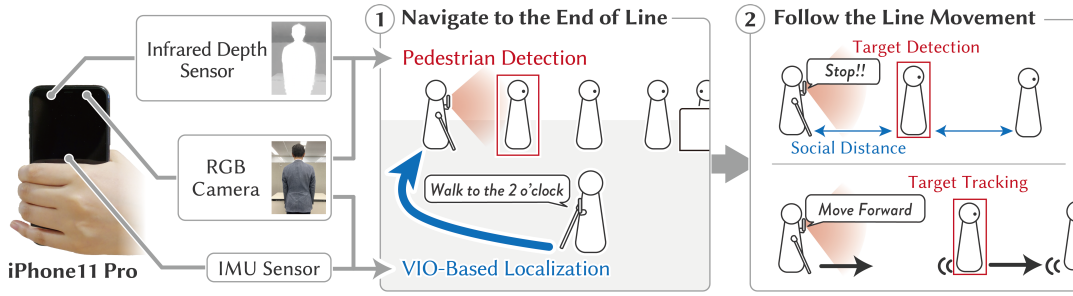 Infrared Depth
Sensor
RGB
Camera
IMU Sensor
iPhone11 Pro
1 Navigate to the End of Line
Pedestrian Detection
Walk to the 2 o'clock
VIO-Based Localization
2 Follow the Line Movement
Target Detection
Stop!!
Social Distance
Target Tracking
Move Forward